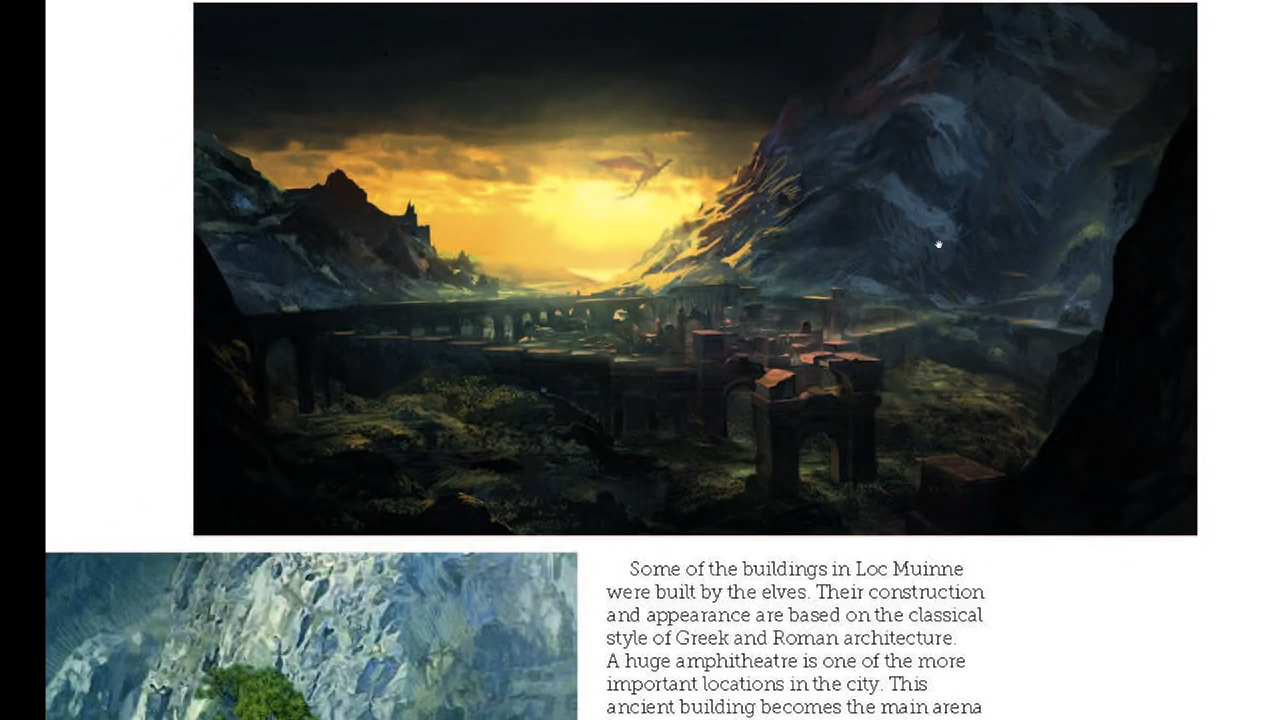 Some of the buildings in Loc Muinne
were built by the elves. Their construction
and appearance are based on the classical
style of Greek and Roman architecture.
A huge amphitheatre is one of the more
important locations in the city. This
ancient building becomes the main arena